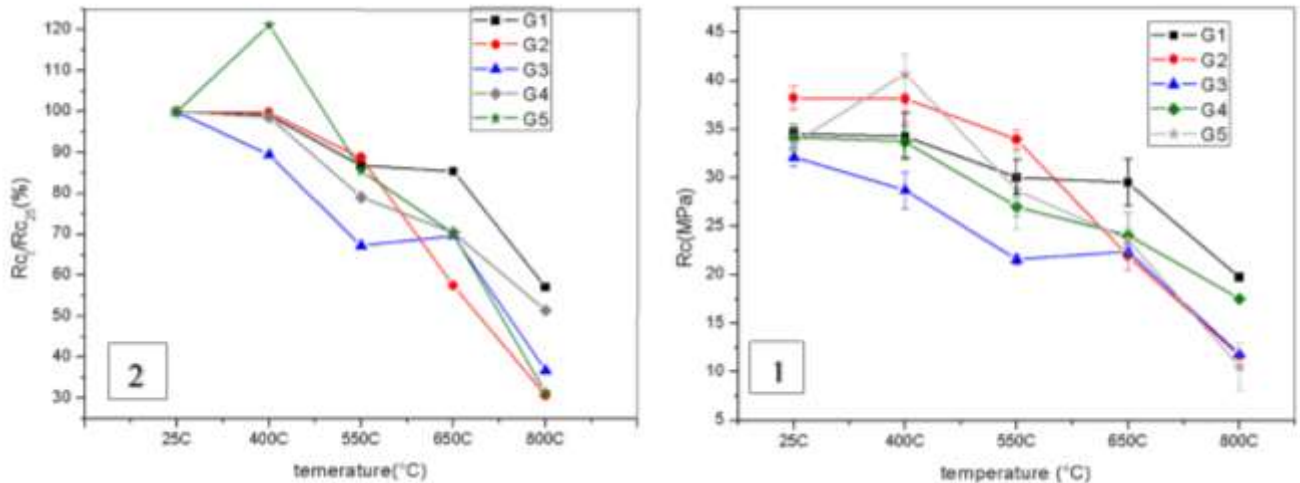 120
110
100
90
80
70
60
50
40
30
Rc_t/Rc_25(%)
G1
G2
G3
G4
G5
2
25C
400C
550C
650C
800C
temerature(°C)
45
40
35
30
25
20
15
10
5
Rc(MPa)
G1
G2
G3
G4
G5
1
25C
400C
550C
650C
800C
temperature (°C)